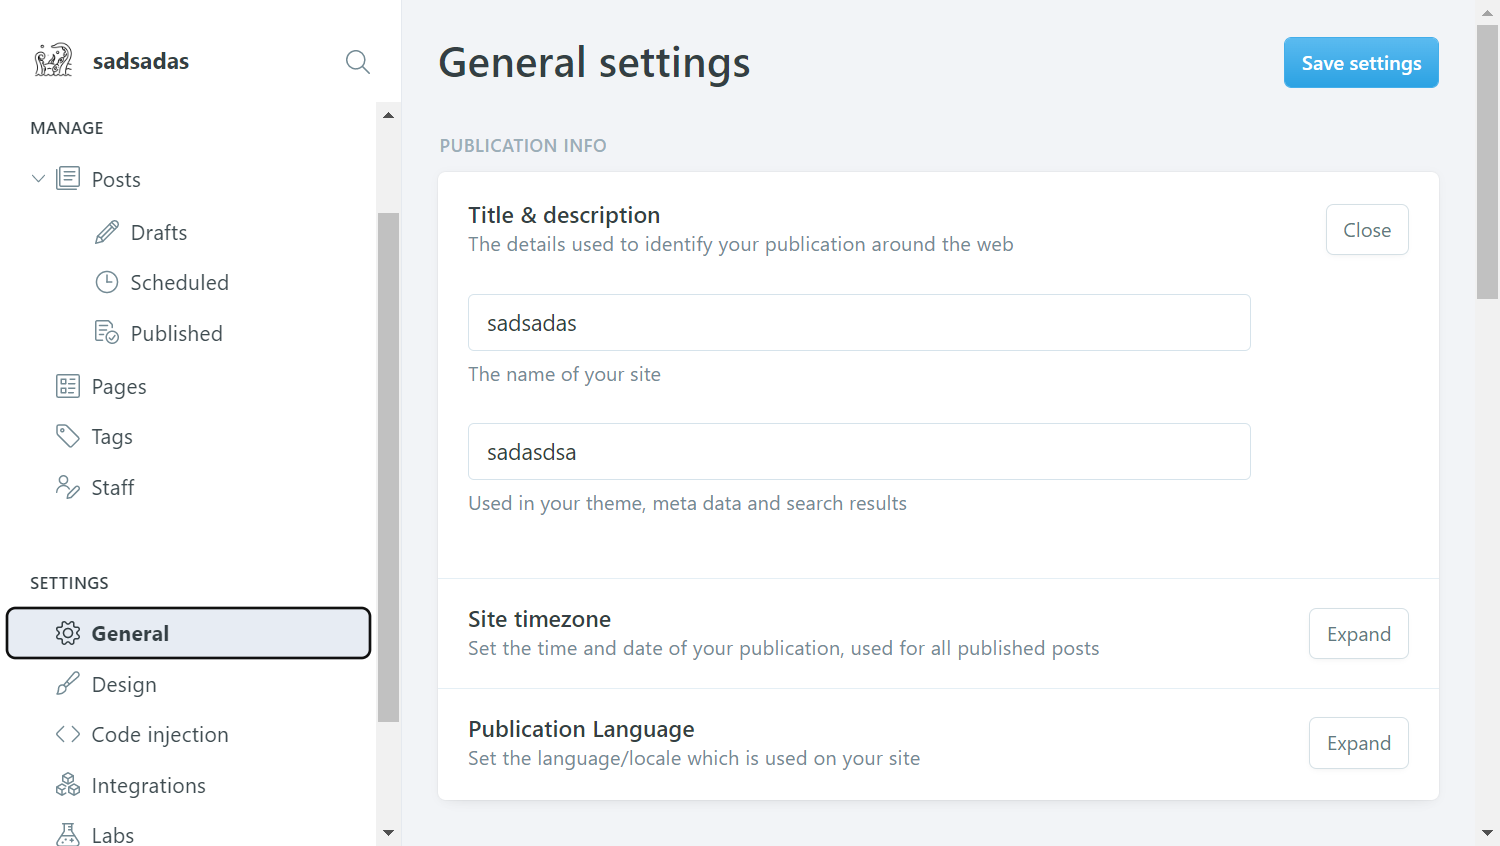 sadsadas
MANAGE
Posts
Drafts
Scheduled
Published
Pages
Tags
Staff
SETTINGS
General
Design
Code injection
Integrations
Labs
General settings
Save settings
PUBLICATION INFO
Title & description
The details used to identify your publication around the web
Close
sadsadas
The name of your site
sadasdsa
Used in your theme, meta data and search results
Site timezone
Set the time and date of your publication, used for all published posts
Expand
Publication Language
Set the language/locale which is used on your site
Expand